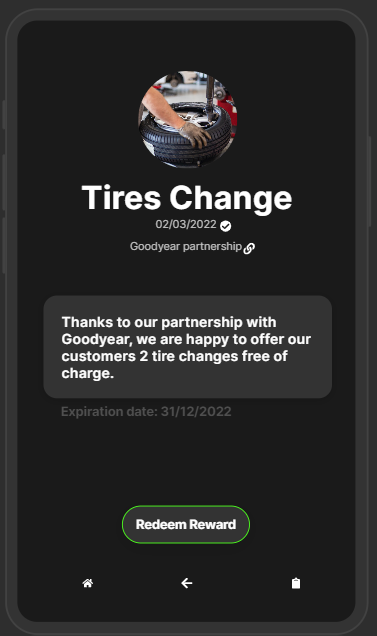 Tires Change
02/03/2022
Goodyear partnership
Thanks to our partnership with
Goodyear, we are happy to offer our
customers 2 tire changes free of
charge.
Expiration date: 31/12/2022
Redeem Reward